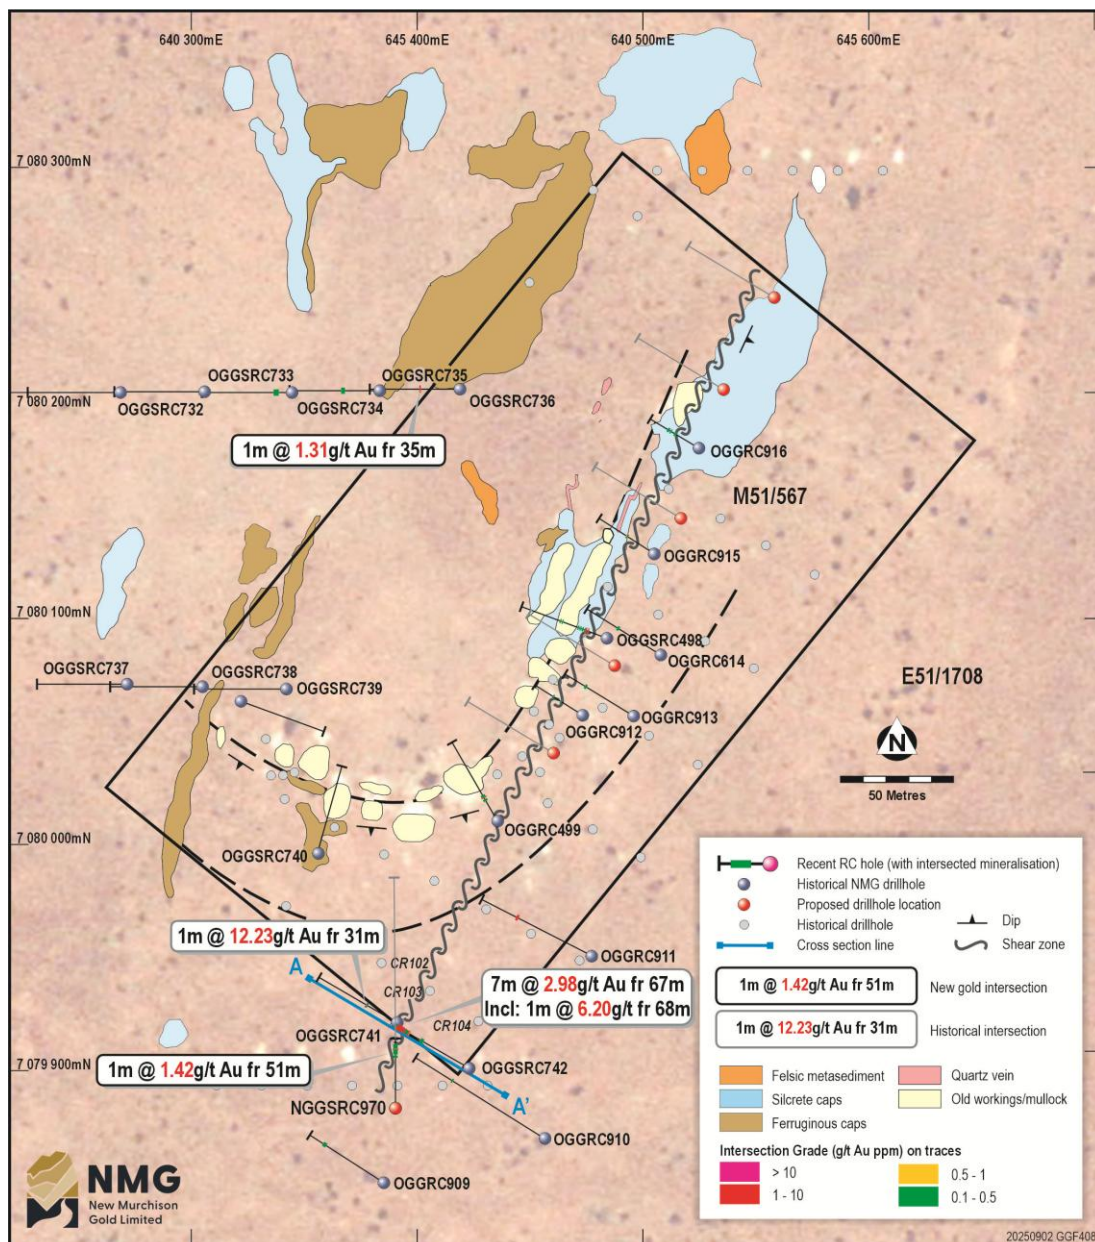 640 300mE
645 400mE
640 500mE
645 600mE
7 080 300mN
OGGSRC733
OGGSRC735
7 080 200mN
OGGSRC732
OGGSRC734
OGGSRC736
1m @ 1.31g/t Au fr 35m
OGGRC916
M51/567
OGGRC915
7 080 100mN
OGGSRC498
OGGRC614
OGGSRC737
OGGSRC738
OGGSRC739
E51/1708
OGGRC913
OGGRC912
N
50 Metres
OGGRC499
7 080 000mN
OGGSRC740
1m @ 12.23g/t Au fr 31m
OGGRC911
CR102
A
CR103
7m @ 2.98g/t Au fr 67m
Incl: 1m @ 6.20g/t fr 68m
CR104
OGGSRC741
7 079 900mN
1m @ 1.42g/t Au fr 51m
OGGSRC742
A'
NGGSRC970
OGGRC910
OGGRC909
Recent RC hole (with intersected mineralisation)
Historical NMG drillhole
Proposed drillhole location
Historical drillhole
Dip
Cross section line
Shear zone
1m @ 1.42g/t Au fr 51m
New gold intersection
1m @ 12.23g/t Au fr 31m
Historical intersection
Felsic metasediment
Quartz vein
Silcrete caps
Old workings/mullock
Ferruginous caps
Intersection Grade (g/t Au ppm) on traces
> 10
0.5 - 1
1 - 10
0.1 - 0.5
NMG
New Murchison
Gold Limited
20250902 GGF408